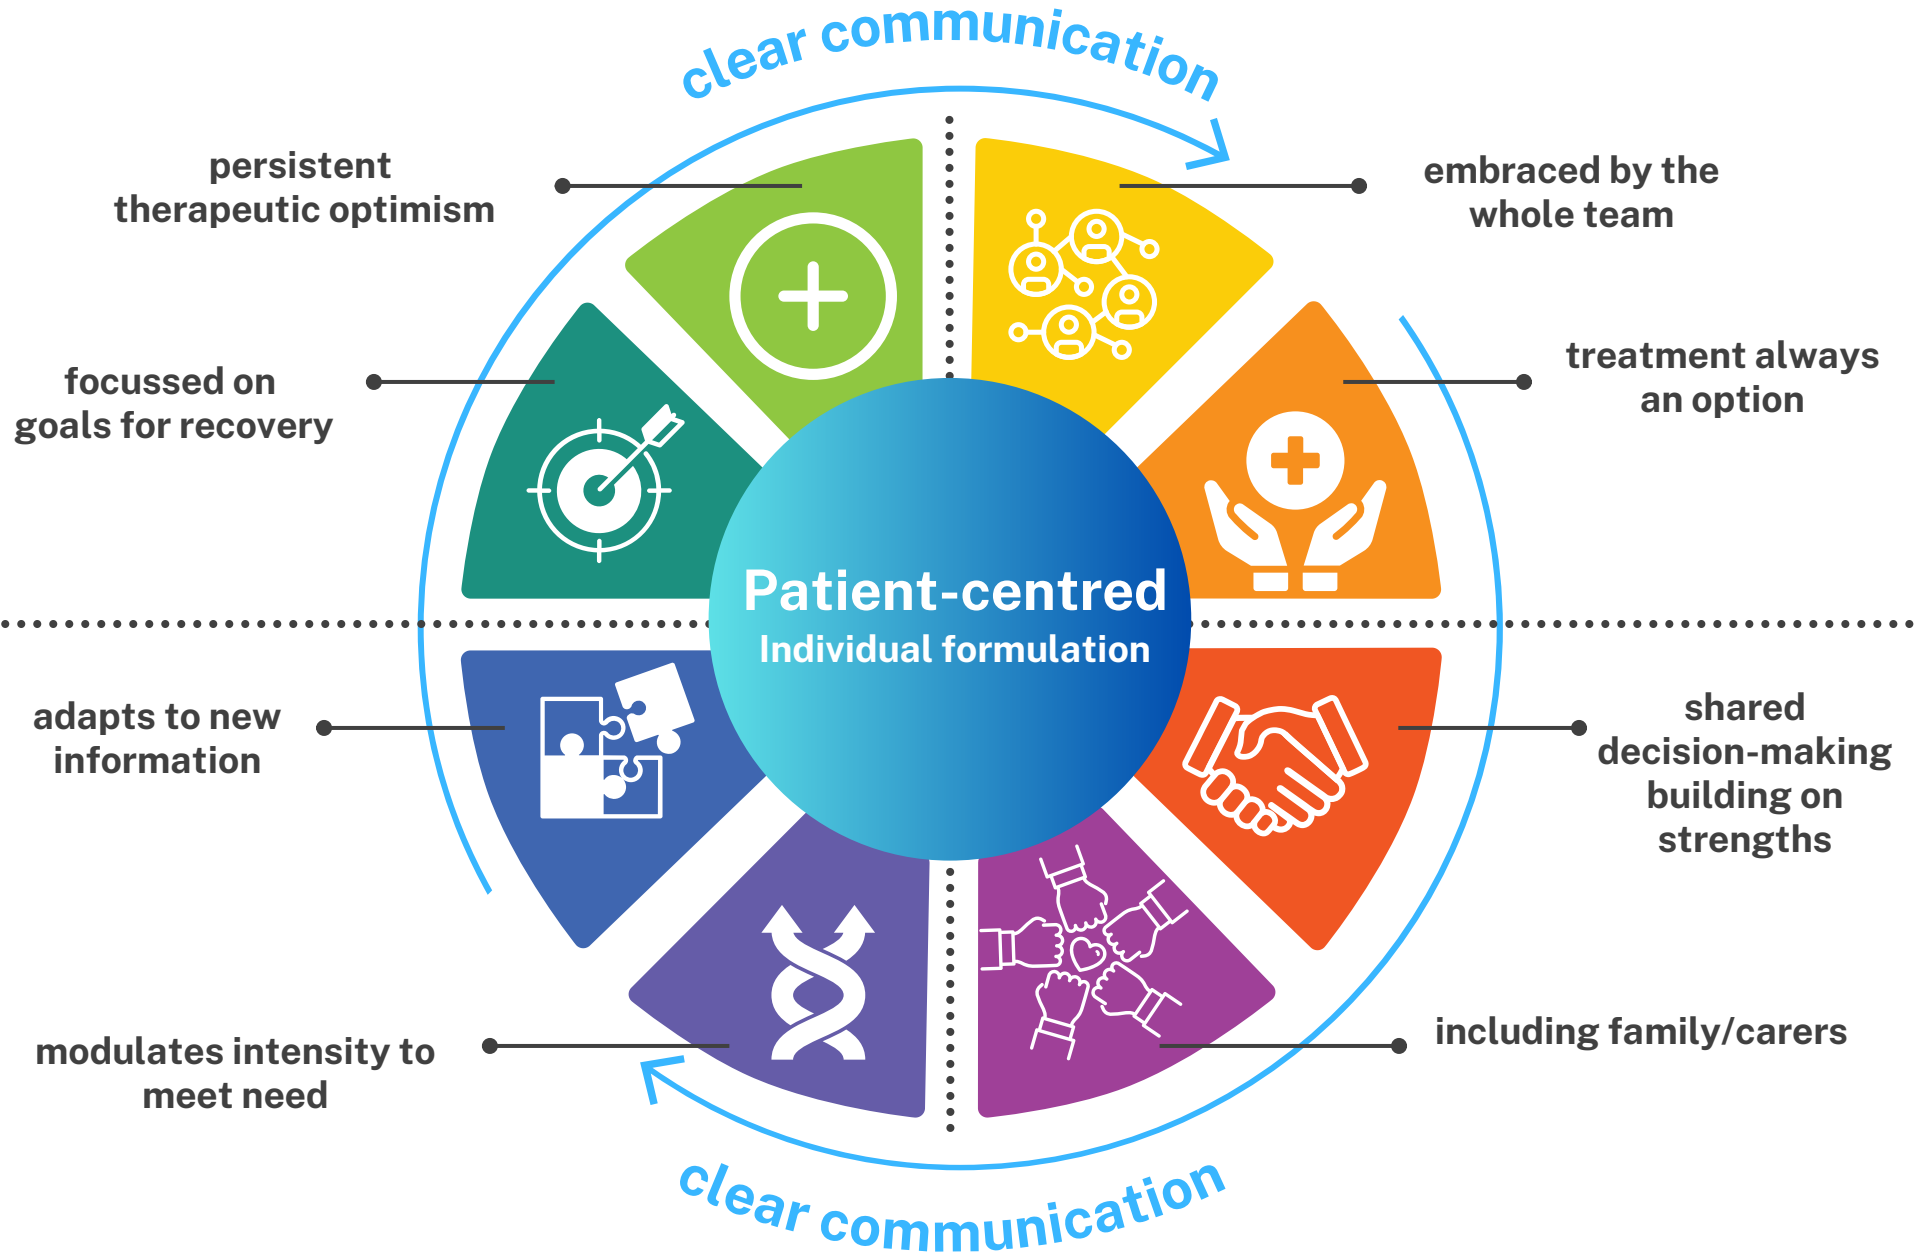 clear communication
persistent
therapeutic optimism
embraced by the
whole team
focussed on
goals for recovery
treatment always
an option
Patient-centred
Individual formulation
adapts to new
information
shared
decision-making
building on
strengths
modulates intensity to
meet need
including family/carers
clear communication